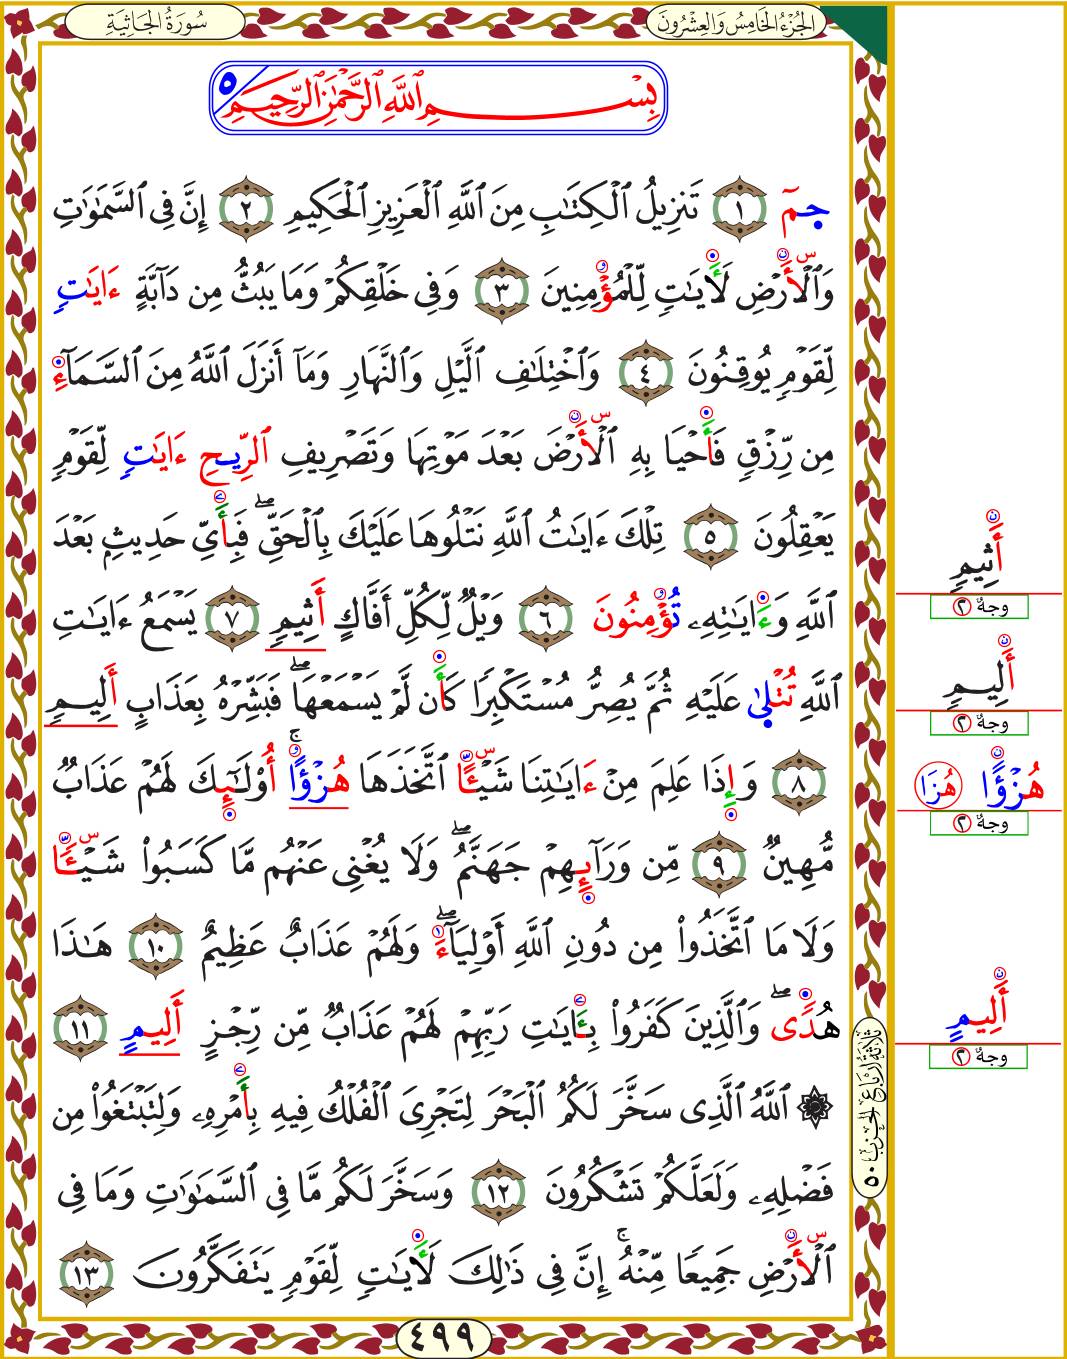 سُورَةُ الجَاثِيَةِ
الجُزْءُ الخَامِسُ وَالعِشْرُونَ
بِسْمِ ٱللَّهِ ٱلرَّحْمَٰنِ ٱلرَّحِيمِ ٥
حمٓ ١ تَنزِيلُ ٱلْكِتَٰبِ مِنَ ٱللَّهِ ٱلْعَزِيزِ ٱلْحَكِيمِ ٢ إِنَّ فِى ٱلسَّمَٰوَٰتِ
وَٱلْأَرْضِ لَأٓيَٰتٍ لِّلْمُؤْمِنِينَ ٣ وَفِى خَلْقِكُمْ وَمَا يَبُثُّ مِن دَآبَّةٍ ءَايَٰتٍ
لِّقَوْمٍ يُوقِنُونَ ٤ وَٱخْتِلَٰفِ ٱلَّيْلِ وَٱلنَّهَارِ وَمَآ أَنزَلَ ٱللَّهُ مِنَ ٱلسَّمَآءِ
مِن رِّزْقٍ فَأَحْيَا بِهِ ٱلْأَرْضَ بَعْدَ مَوْتِهَا وَتَصْرِيفِ ٱلرِّيحِ ءَايَٰتٍ لِّقَوْمٍ
يَعْقِلُونَ ٥ تِلْكَ ءَايَٰتُ ٱللَّهِ نَتْلُوهَا عَلَيْكَ بِٱلْحَقِّ ۖ فَبِأَىِّ حَدِيثٍ بَعْدَ
ٱللَّهِ وَءَايَٰتِهِۦ تُؤْمِنُونَ ٦ وَيْلٌ لِّكُلِّ أَفَّاكٍ أَثِيمٍ ٧ يَسْمَعُ ءَايَٰتِ
ٱللَّهِ تُتْلَىٰ عَلَيْهِ ثُمَّ يُصِرُّ مُسْتَكْبِرًا كَأَن لَّمْ يَسْمَعْهَا ۖ فَبَشِّرْهُ بِعَذَابٍ أَلِيمٍ
٨ وَإِذَا عَلِمَ مِنْ ءَايَٰتِنَا شَيْـًٔا ٱتَّخَذَهَا هُزُؤًا ۚ أُو۟لَٰٓئِكَ لَهُمْ عَذَابٌ
مُّهِينٌ ٩ مِّن وَرَآئِهِمْ جَهَنَّمُ ۖ وَلَا يُغْنِى عَنْهُم مَّا كَسَبُوا۟ شَيْـًٔا
وَلَا مَا ٱتَّخَذُوا۟ مِن دُونِ ٱللَّهِ أَوْلِيَآءَ ۖ وَلَهُمْ عَذَابٌ عَظِيمٌ ١٠ هَٰذَا
هُدًى ۖ وَٱلَّذِينَ كَفَرُوا۟ بِـَٔايَٰتِ رَبِّهِمْ لَهُمْ عَذَابٌ مِّن رِّجْزٍ أَلِيمٍ ١١
۞ ٱللَّهُ ٱلَّذِى سَخَّرَ لَكُمُ ٱلْبَحْرَ لِتَجْرِىَ ٱلْفُلْكُ فِيهِ بِأَمْرِهِۦ وَلِتَبْتَغُوا۟ مِن
فَضْلِهِۦ وَلَعَلَّكُمْ تَشْكُرُونَ ١٢ وَسَخَّرَ لَكُم مَّا فِى ٱلسَّمَٰوَٰتِ وَمَا فِى
ٱلْأَرْضِ جَمِيعًا مِّنْهُ ۚ إِنَّ فِى ذَٰلِكَ لَأٓيَٰتٍ لِّقَوْمٍ يَتَفَكَّرُونَ ١٣
أَثِيمٍ
وجهٌ ٢
أَلِيمٍ
وجهٌ ٢
هُزُؤًا هُزَا
وجهٌ ٢
أَلِيمٍ
وجهٌ ٢
ثلاثة أرباع الحزب ٥٠
٤٩٩